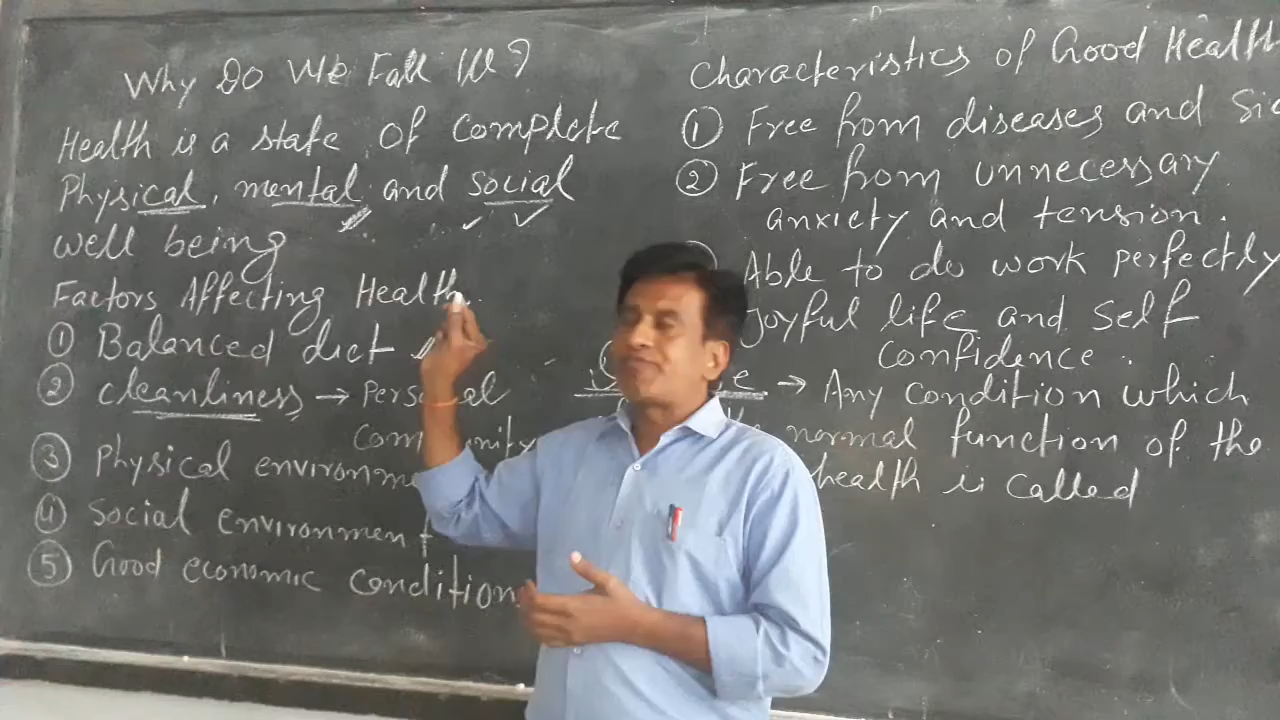 Why Do We Fall Ill?
Health is a state of complete
Physical, mental and social
well being
Factors Affecting Health
① Balanced diet
② cleanliness → Personal
Community
③ Physical environm
④ Social environment
⑤ Good economic condition
Characteristics of Good Health
① Free from diseases and
② Free from unnecessary
anxiety and tension.
Able to do work perfectly
Joyful life and self
confidence.
→ Any condition which
normal function of the
health is called